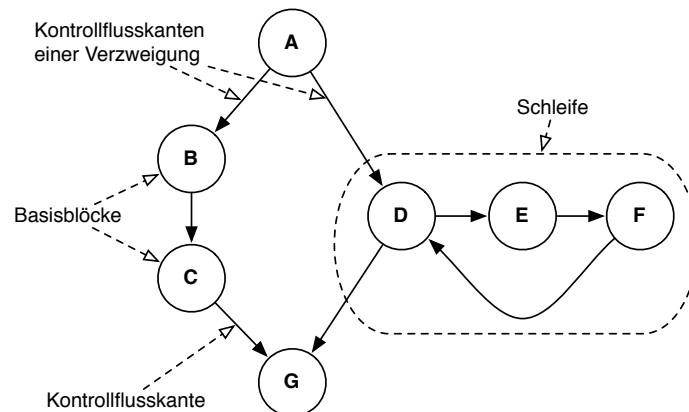 Kontrollflusskanten
einer Verzweigung
A
Schleife
B
Basisblöcke
D
E
F
C
G
Kontrollflusskante